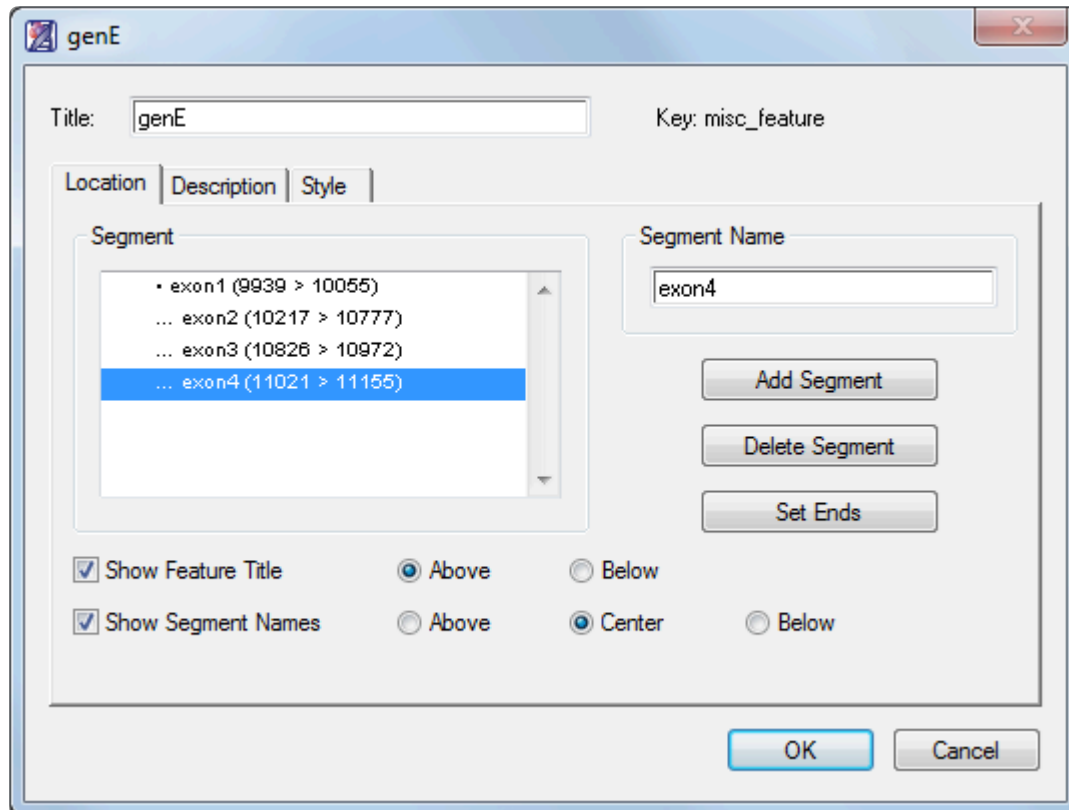 genE
Title: genE Key: misc_feature
Location Description Style
Segment Segment Name
• exon1 (9939 > 10055)
... exon2 (10217 > 10777)
... exon3 (10826 > 10972)
... exon4 (11021 > 11155)
exon4
Add Segment
Delete Segment
Set Ends
Show Feature Title Above Below
Show Segment Names Above Center Below
OK Cancel